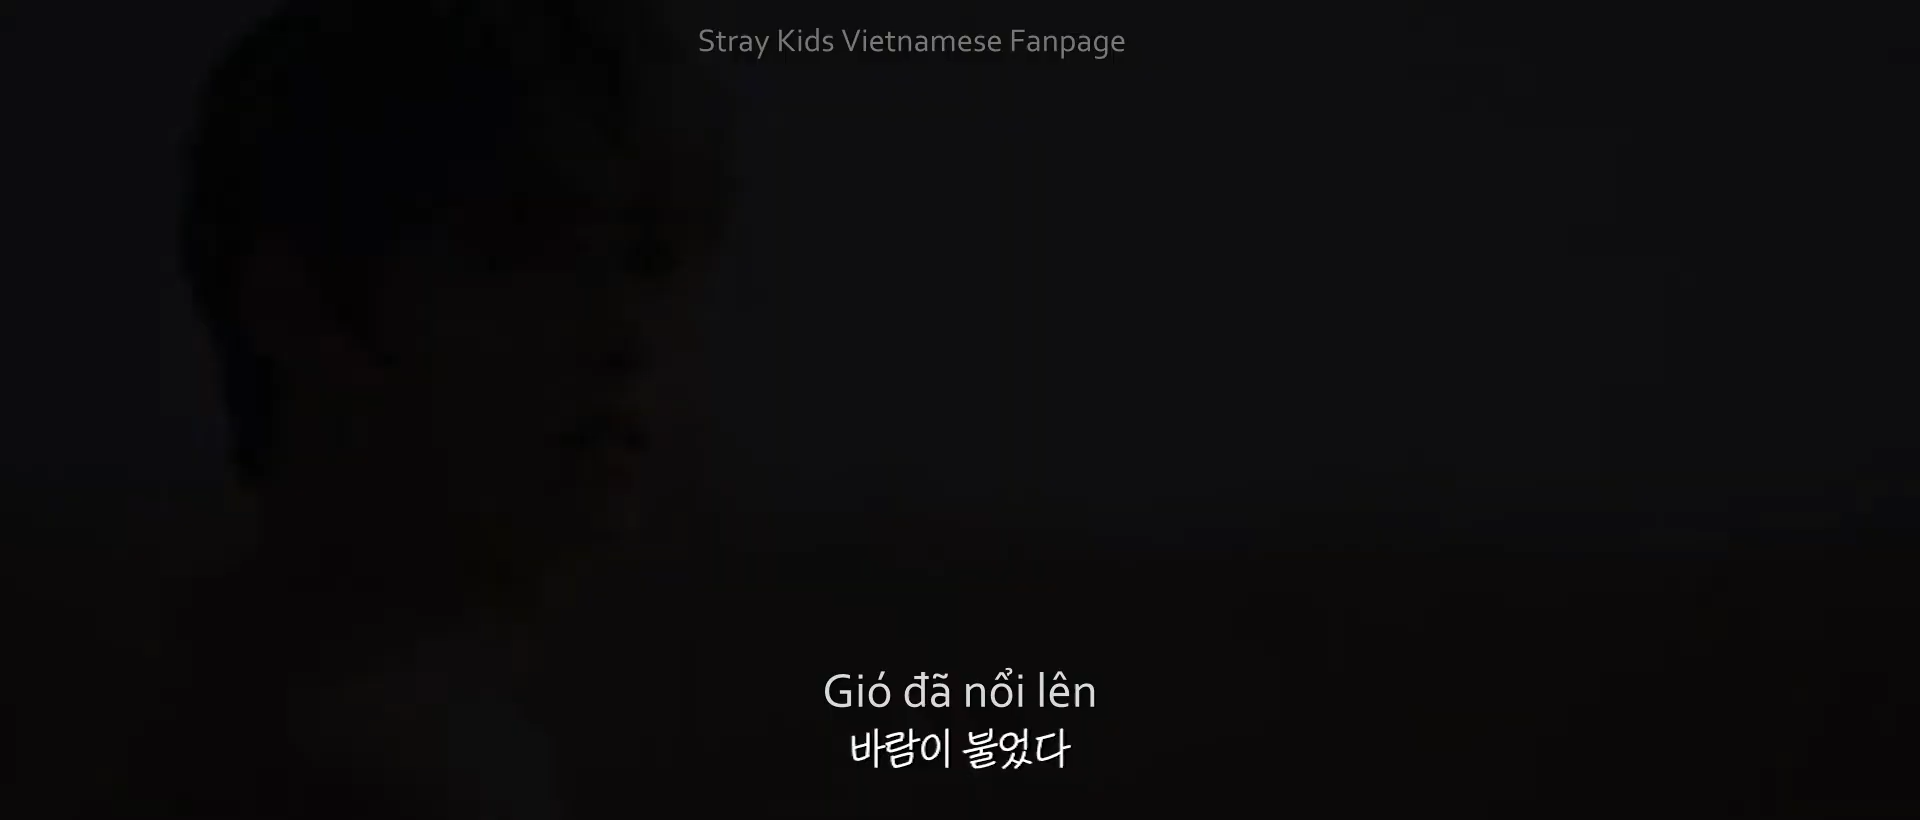 Stray Kids Vietnamese Fanpage
Gió đã nổi lên
바람이 불었다